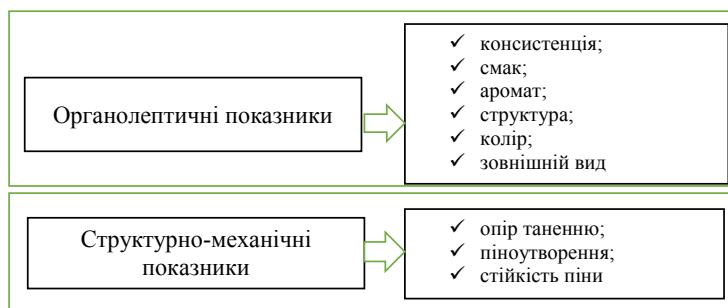 Органолептичні показники
✓ консистенція;
✓ смак;
✓ аромат;
✓ структура;
✓ колір;
✓ зовнішній вид
Структурно-механічні
показники
✓ опір таненню;
✓ піноутворення;
✓ стійкість піни